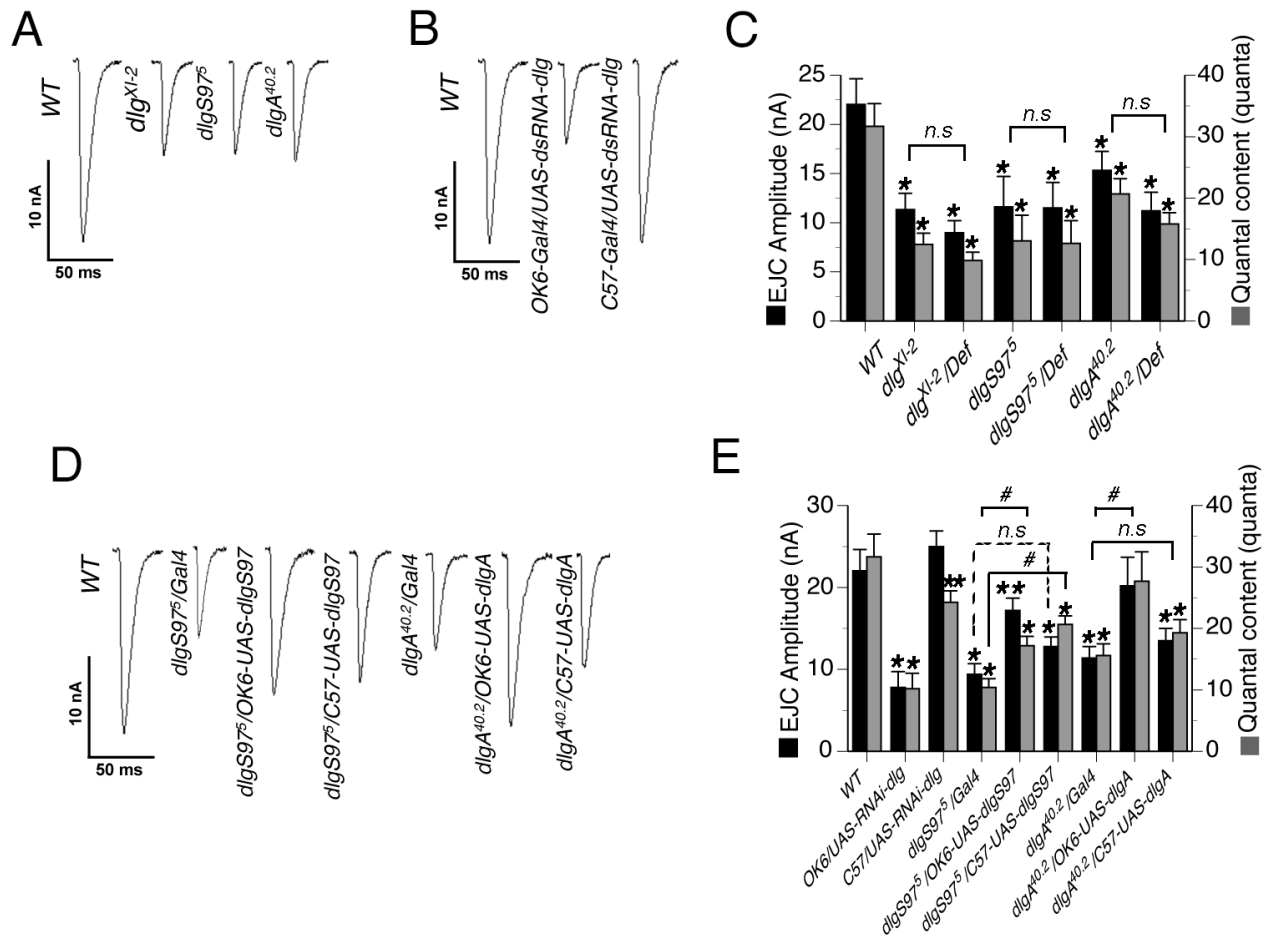 A
WT
dlgXI-2
dlgS975
dlgA40.2
10 nA
50 ms
B
WT
OK6-Gal4/UAS-dsRNA-dlg
C57-Gal4/UAS-dsRNA-dlg
10 nA
50 ms
C
EJC Amplitude (nA)
25
20
15
10
5
0
Quantal content (quanta)
40
30
20
10
0
n.s
n.s
n.s
* * * * * * * * * * * *
WT
dlgXI-2
dlgXI-2/Def
dlgS975
dlgS975/Def
dlgA40.2
dlgA40.2/Def
D
WT
dlgS975/Gal4
dlgS975/OK6-UAS-dlgS97
dlgS975/C57-UAS-dlgS97
dlgA40.2/Gal4
dlgA40.2/OK6-UAS-dlgA
dlgA40.2/C57-UAS-dlgA
10 nA
50 ms
E
EJC Amplitude (nA)
30
20
10
0
Quantal content (quanta)
40
30
20
10
0
# #
n.s n.s
#
* * ** * * ** * * * * * * *
WT
OK6/UAS-RNAi-dlg
C57/UAS-RNAi-dlg
dlgS975/Gal4
dlgS975/OK6-UAS-dlgS97
dlgS975/C57-UAS-dlgS97
dlgA40.2/Gal4
dlgA40.2/OK6-UAS-dlgA
dlgA40.2/C57-UAS-dlgA